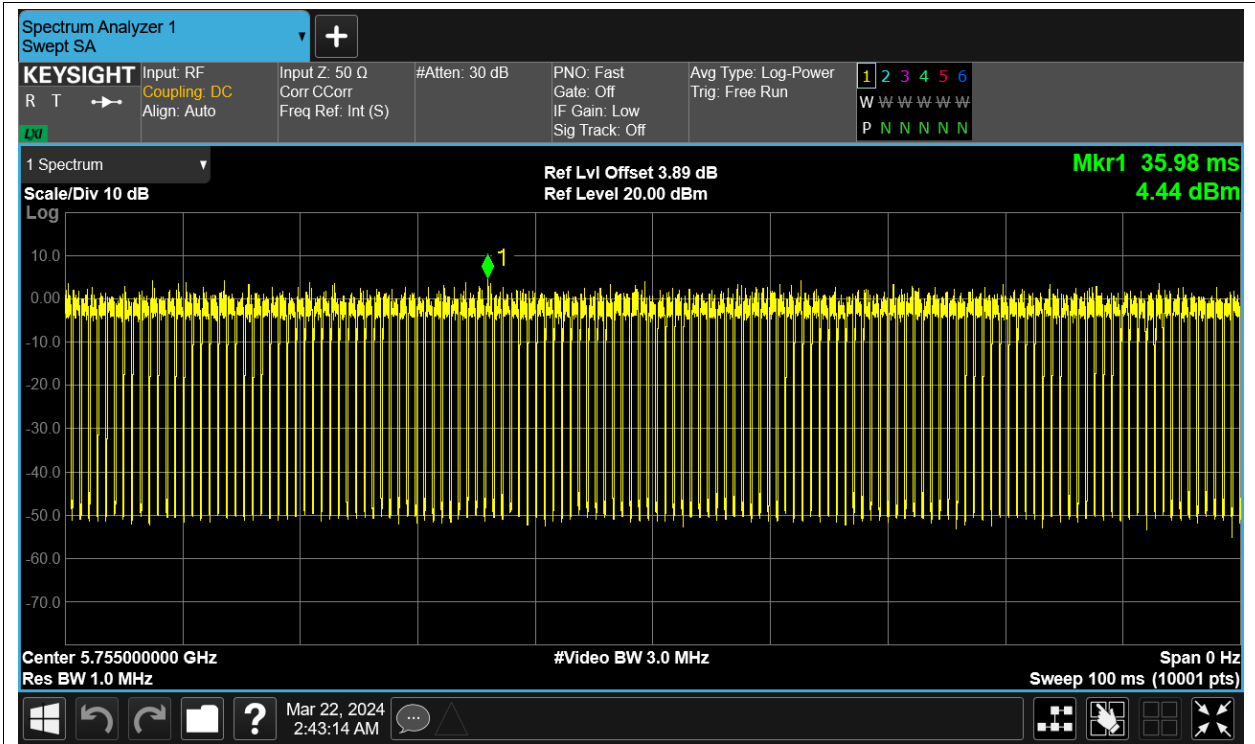 Spectrum Analyzer 1
Swept SA
KEYSIGHT
R T
LXI
Input: RF
Coupling: DC
Align: Auto
Input Z: 50 Ω
Corr CCorr
Freq Ref: Int (S)
#Atten: 30 dB
PNO: Fast
Gate: Off
IF Gain: Low
Sig Track: Off
Avg Type: Log-Power
Trig: Free Run
1 2 3 4 5 6
W W W W W W
P N N N N N
1 Spectrum
Scale/Div 10 dB
Log
Ref Lvl Offset 3.89 dB
Ref Level 20.00 dBm
Mkr1 35.98 ms
4.44 dBm
1
10.0
0.00
-10.0
-20.0
-30.0
-40.0
-50.0
-60.0
-70.0
Center 5.755000000 GHz
Res BW 1.0 MHz
#Video BW 3.0 MHz
Span 0 Hz
Sweep 100 ms (10001 pts)
?
Mar 22, 2024
2:43:14 AM